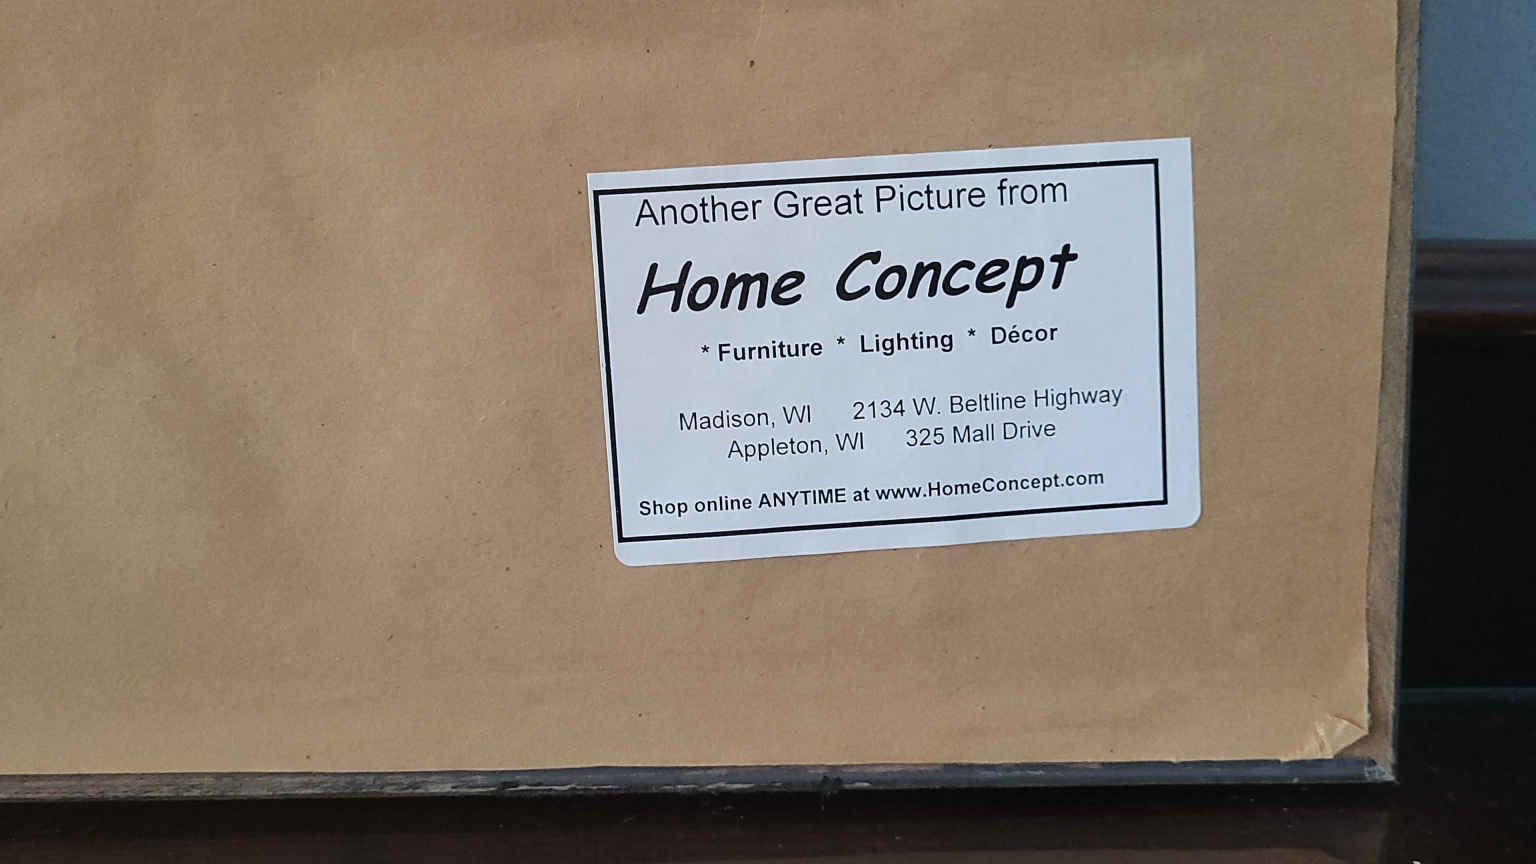 Another Great Picture from
Home Concept
* Furniture * Lighting * Décor
Madison, WI 2134 W. Beltline Highway
Appleton, WI 325 Mall Drive
Shop online ANYTIME at www.HomeConcept.com